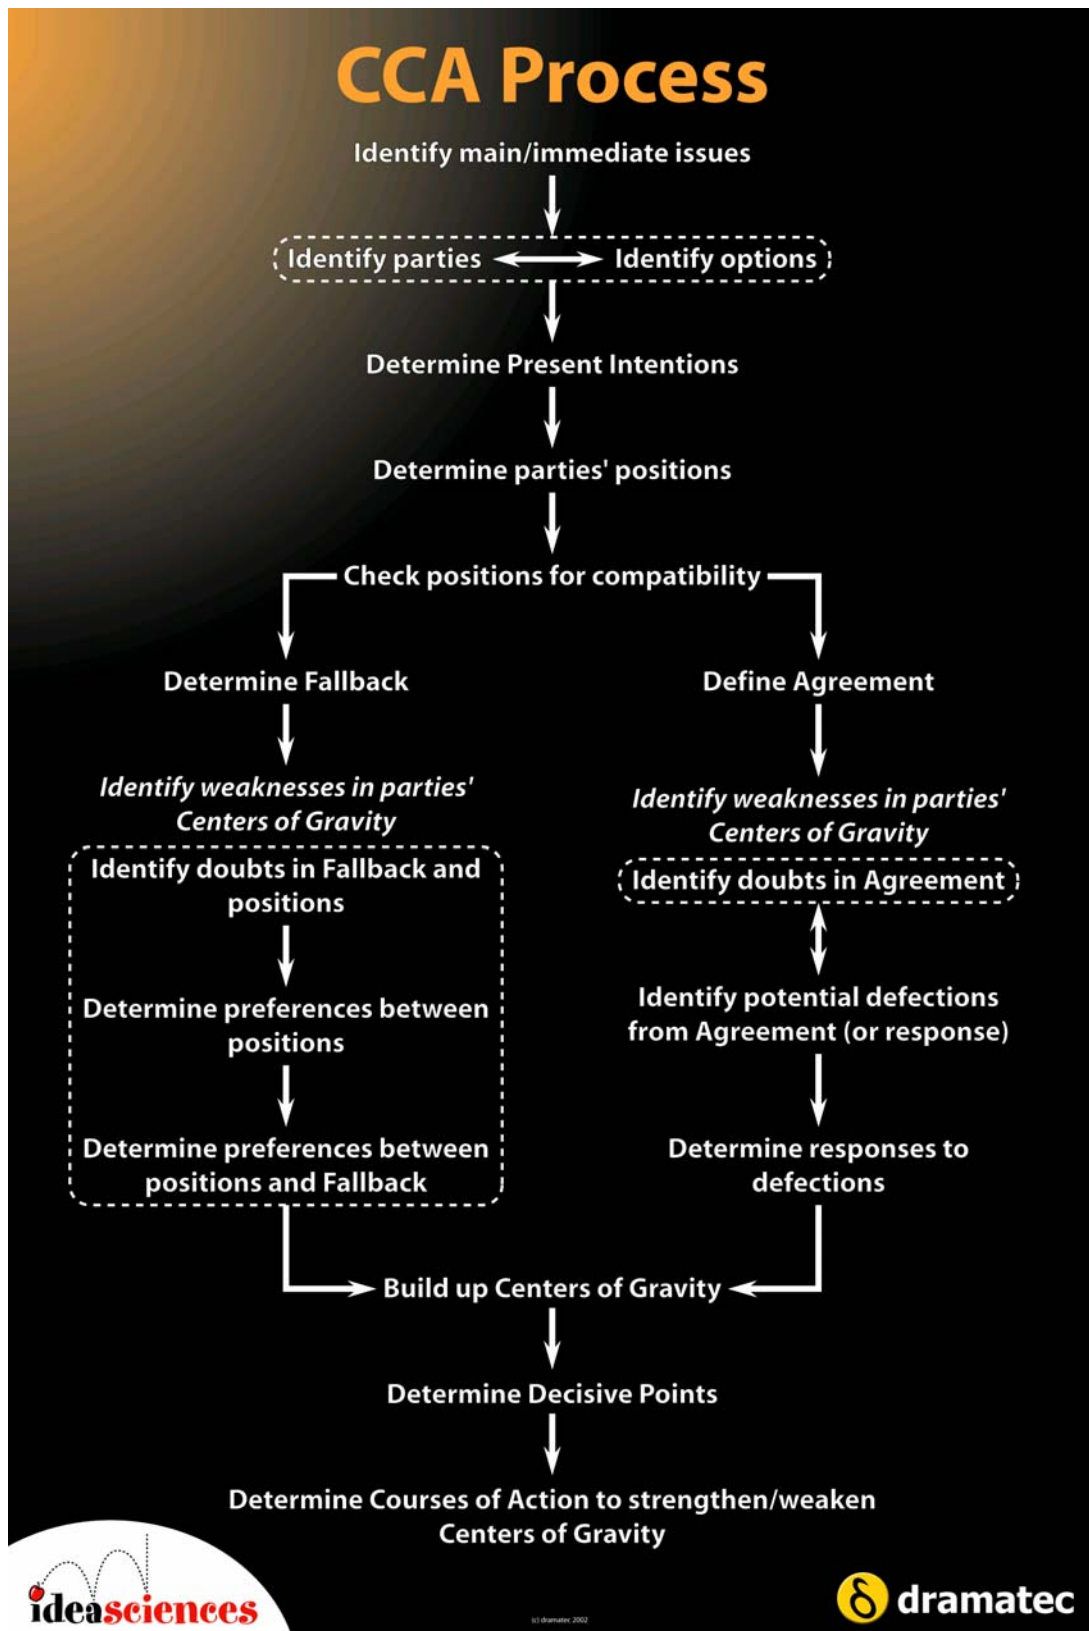 CCA Process
Identify main/immediate issues
Identify parties
Identify options
Determine Present Intentions
Determine parties' positions
Check positions for compatibility
Determine Fallback
Identify weaknesses in parties'
Centers of Gravity
Identify doubts in Fallback and
positions
Determine preferences between
positions
Determine preferences between
positions and Fallback
Define Agreement
Identify weaknesses in parties'
Centers of Gravity
Identify doubts in Agreement
Identify potential defections
from Agreement (or response)
Determine responses to
defections
Build up Centers of Gravity
Determine Decisive Points
Determine Courses of Action to strengthen/weaken
Centers of Gravity
ideasciences
(c) dramatec 2002
δ dramatec